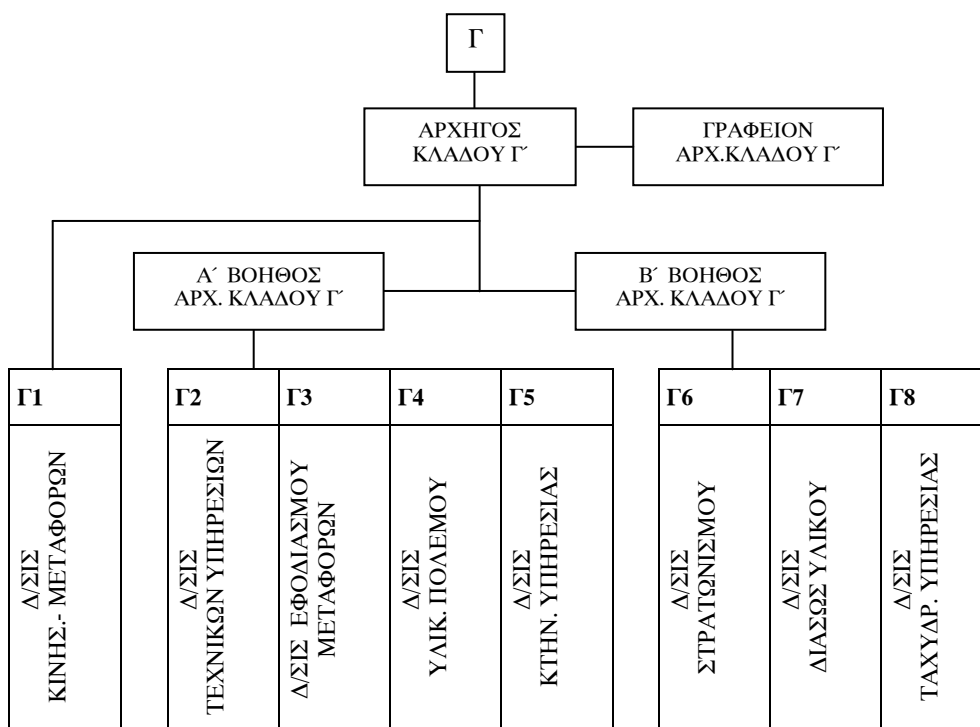 Γ
ΑΡΧΗΓΟΣ
ΚΛΑΔΟΥ Γ΄
ΓΡΑΦΕΙΟΝ
ΑΡΧ.ΚΛΑΔΟΥ Γ΄
Α΄ ΒΟΗΘΟΣ
ΑΡΧ. ΚΛΑΔΟΥ Γ΄
Β΄ ΒΟΗΘΟΣ
ΑΡΧ. ΚΛΑΔΟΥ Γ΄
Γ1
Γ2
Γ3
Γ4
Γ5
Γ6
Γ7
Γ8
Δ/ΣΙΣ
ΚΙΝΗΣ.- ΜΕΤΑΦΟΡΩΝ
Δ/ΣΙΣ
ΤΕΧΝΙΚΩΝ ΥΠΗΡΕΣΙΩΝ
Δ/ΣΙΣ ΕΦΟΔΙΑΣΜΟΥ
ΜΕΤΑΦΟΡΩΝ
Δ/ΣΙΣ
ΥΛΙΚ. ΠΟΛΕΜΟΥ
Δ/ΣΙΣ
ΚΤΗΝ. ΥΠΗΡΕΣΙΑΣ
Δ/ΣΙΣ
ΣΤΡΑΤΩΝΙΣΜΟΥ
Δ/ΣΙΣ
ΔΙΑΣΩΣ ΥΛΙΚΟΥ
Δ/ΣΙΣ
ΤΑΧΥΔΡ. ΥΠΗΡΕΣΙΑΣ